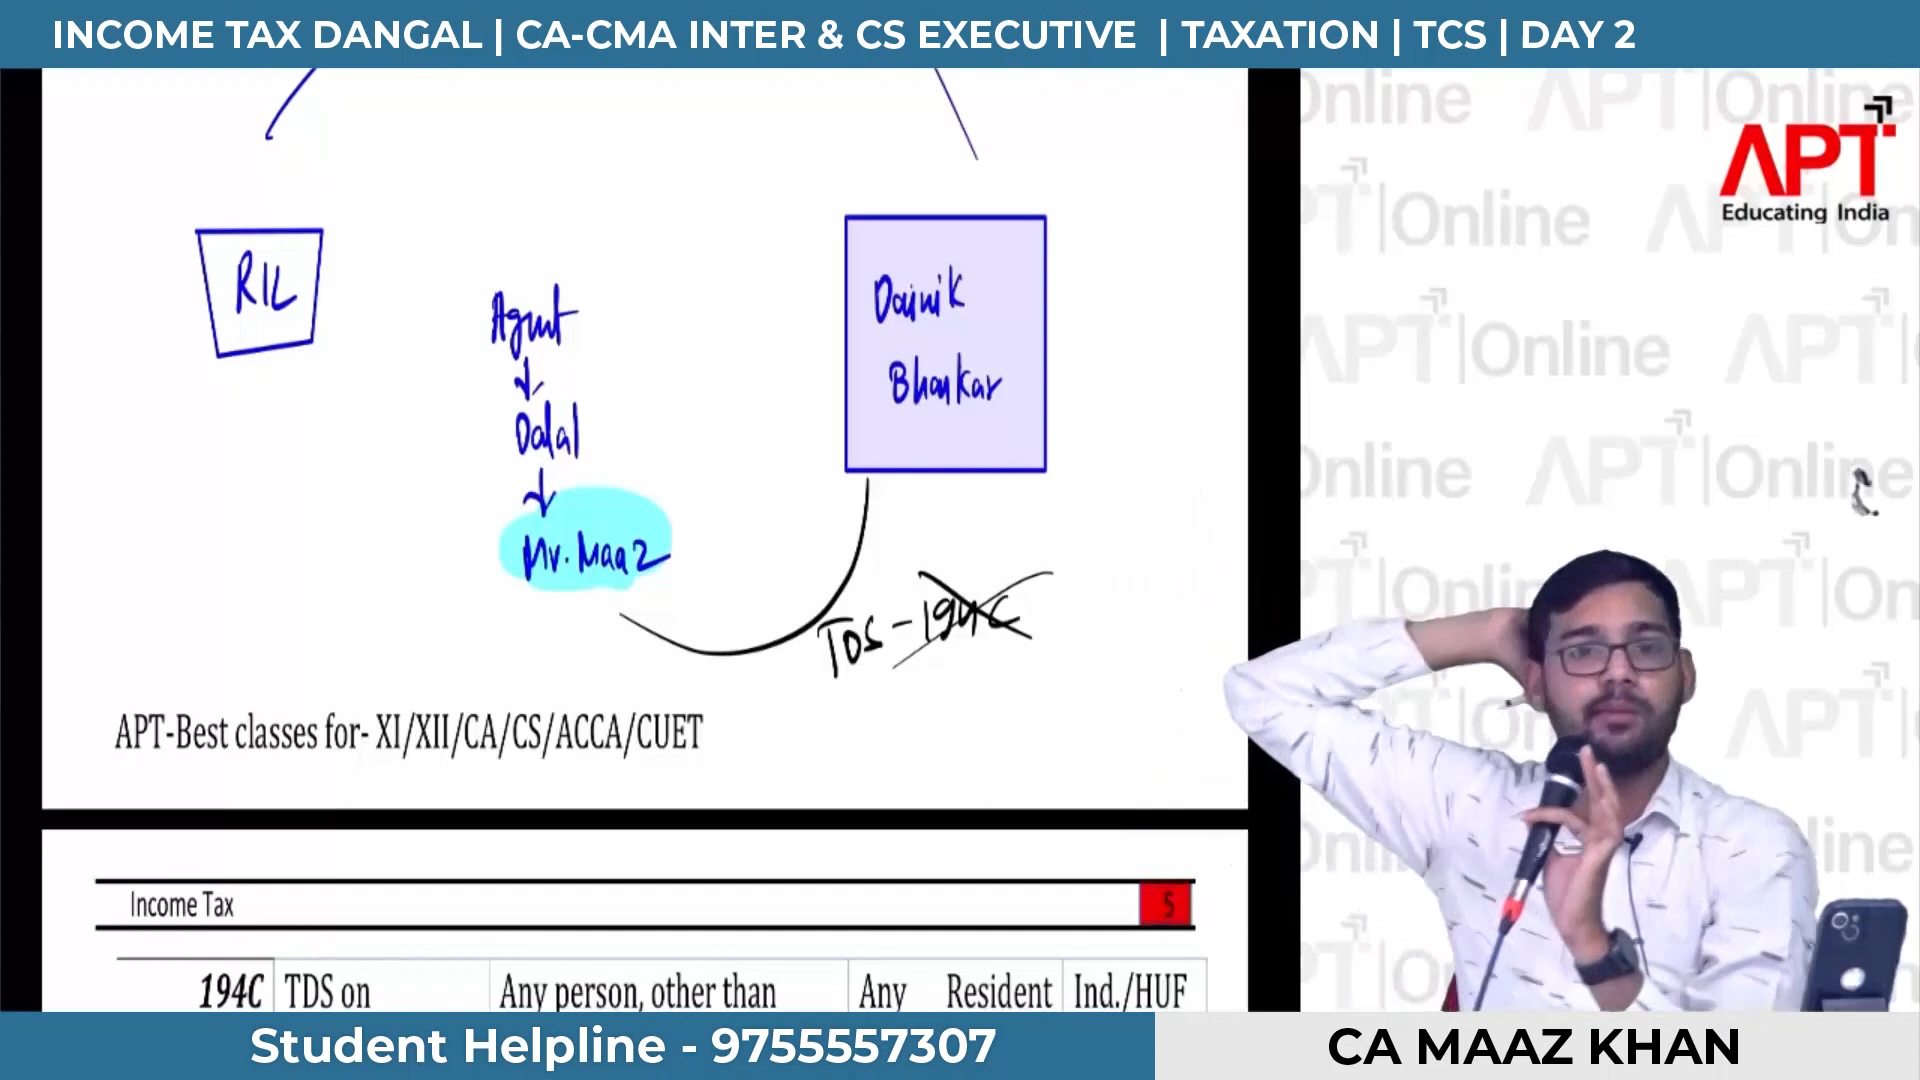 INCOME TAX DANGAL | CA-CMA INTER & CS EXECUTIVE | TAXATION | TCS | DAY 2
APT
Educating India
RIL
Agent
Dalal
Mr. Maaz
Dainik
Bhaskar
TDS - 194C
APT-Best classes for- XI/XII/CA/CS/ACCA/CUET
Income Tax 5
194C TDS on Any person, other than Any Resident Ind./HUF
Student Helpline - 9755557307
CA MAAZ KHAN
APT|Online